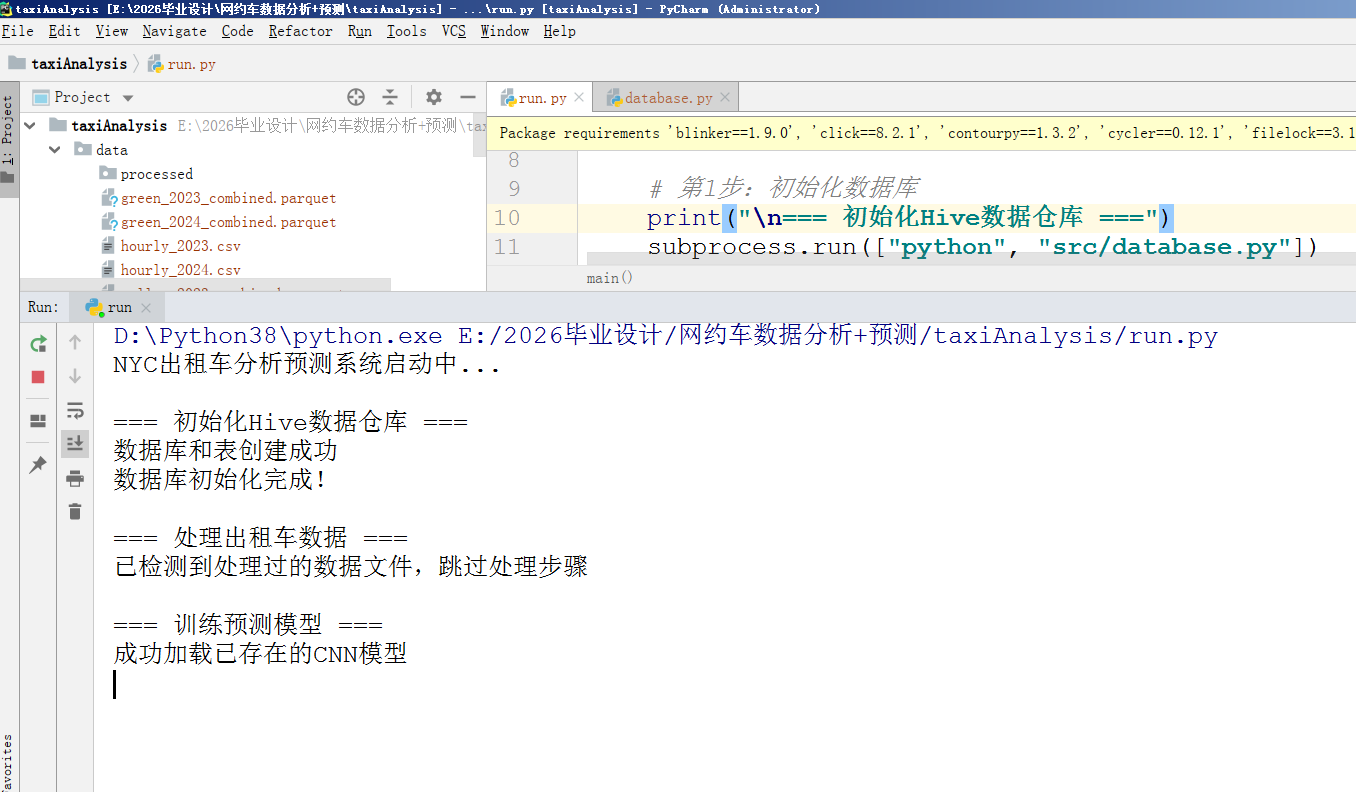 taxiAnalysis [E:\2026毕业设计\网约车数据分析+预测\taxiAnalysis] - ...\run.py [taxiAnalysis] - PyCharm (Administrator)
File Edit View Navigate Code Refactor Run Tools VCS Window Help
taxiAnalysis run.py
1: Project
Project
run.py database.py
taxiAnalysis E:\2026毕业设计\网约车数据分析+预测\
Package requirements 'blinker==1.9.0', 'click==8.2.1', 'contourpy==1.3.2', 'cycler==0.12.1', 'filelock==3.1
data
processed
green_2023_combined.parquet
green_2024_combined.parquet
hourly_2023.csv
hourly_2024.csv
8
9 # 第1步: 初始化数据库
10 print("\n=== 初始化Hive数据仓库 ===")
11 subprocess.run(["python", "src/database.py"])
main()
Run: run
D:\Python38\python.exe E:/2026毕业设计/网约车数据分析+预测/taxiAnalysis/run.py
NYC出租车分析预测系统启动中...
=== 初始化Hive数据仓库 ===
数据库和表创建成功
数据库初始化完成!
=== 处理出租车数据 ===
已检测到处理过的数据文件，跳过处理步骤
=== 训练预测模型 ===
成功加载已存在的CNN模型
avorites